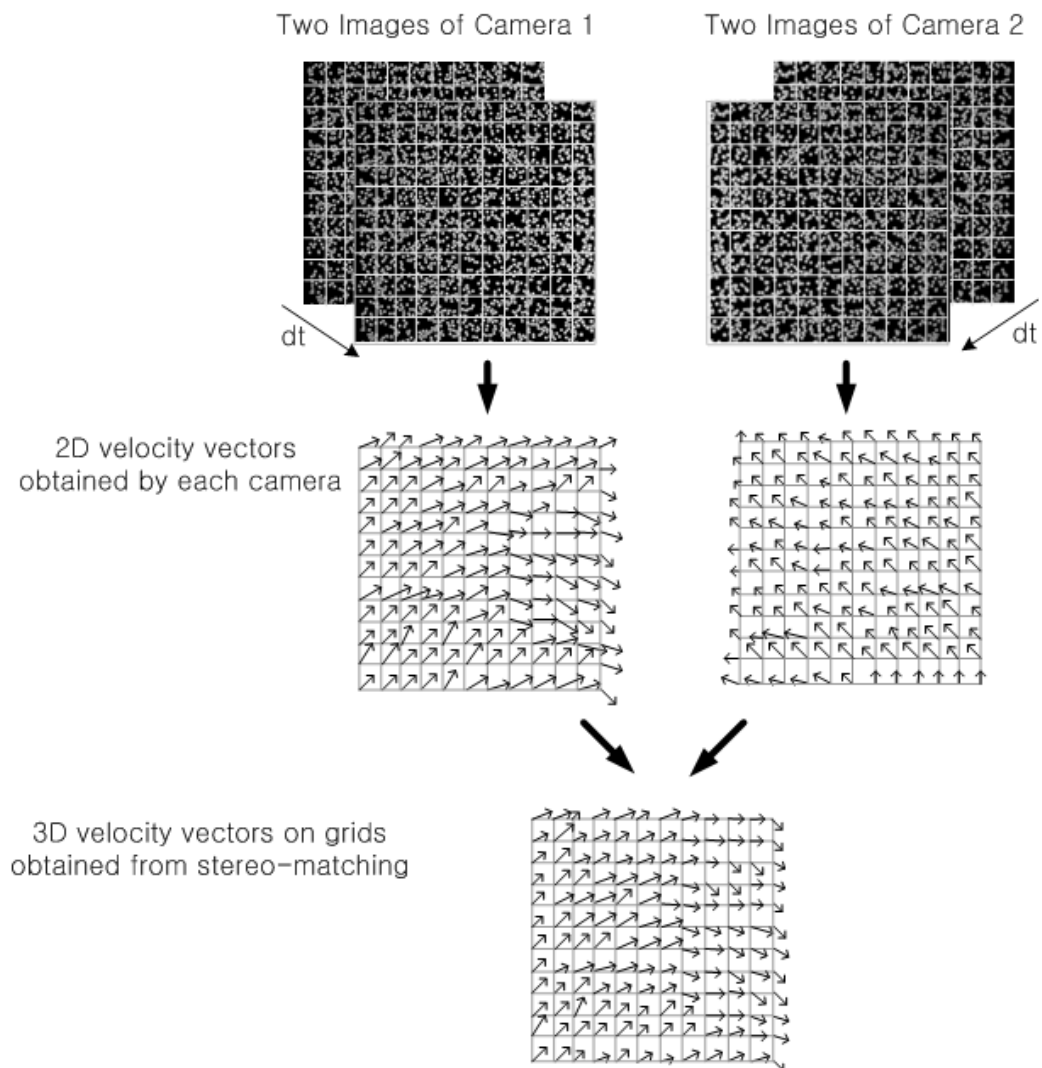 Two Images of Camera 1
Two Images of Camera 2
dt
dt
2D velocity vectors
obtained by each camera
3D velocity vectors on grids
obtained from stereo-matching